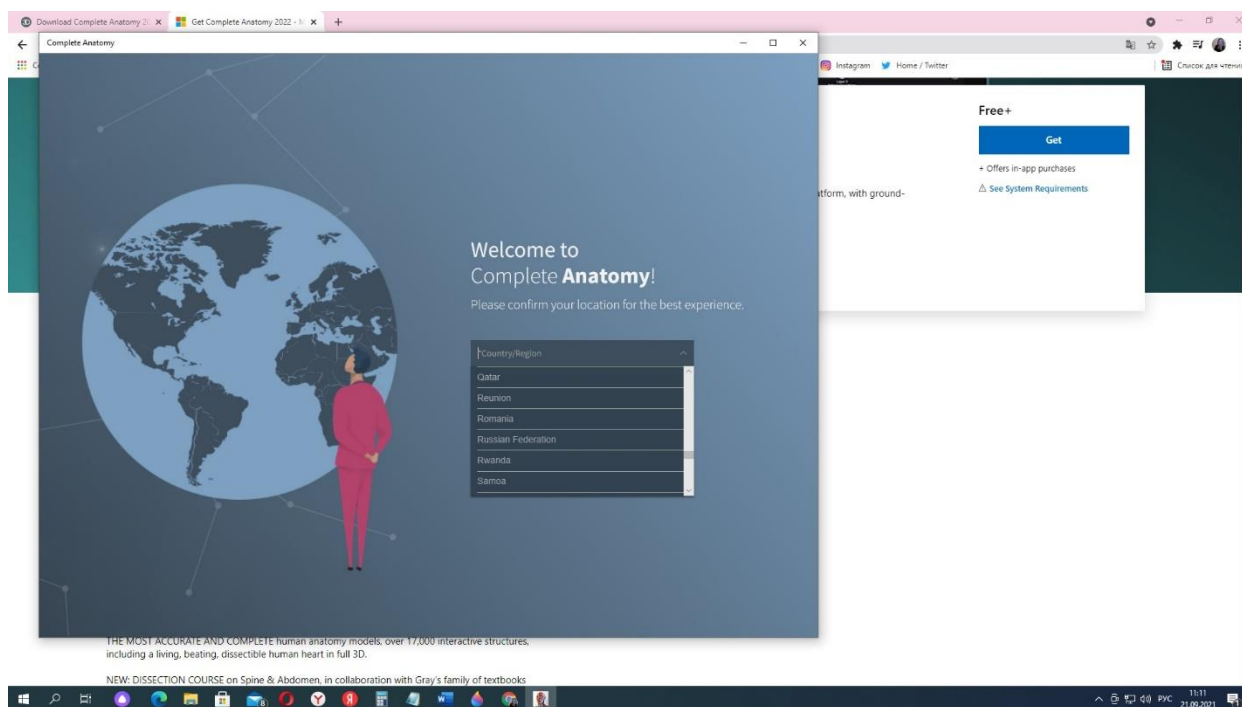 Download Complete Anatomy 20
Get Complete Anatomy 2022 - M
Complete Anatomy
Instagram
Home / Twitter
Список для чтения
Free+
Get
+ Offers in-app purchases
See System Requirements
atform, with ground-
Welcome to
Complete Anatomy!
Please confirm your location for the best experience.
*Country/Region
Qatar
Reunion
Romania
Russian Federation
Rwanda
Samoa
THE MOST ACCURATE AND COMPLETE human anatomy models, over 17,000 interactive structures,
including a living, beating, dissectible human heart in full 3D.
NEW: DISSECTION COURSE on Spine & Abdomen, in collaboration with Gray's family of textbooks
РУС
11:11
21.09.2021